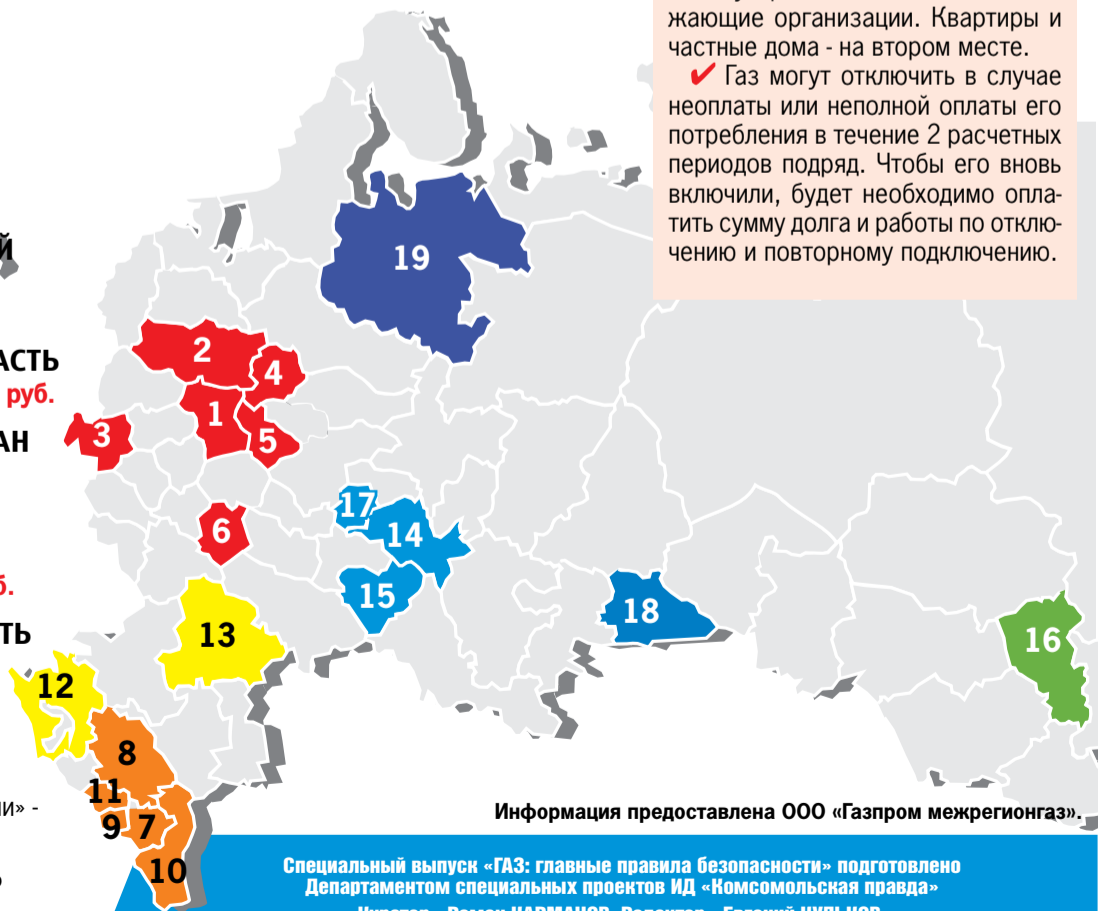 жающие организации. Квартиры и
частные дома - на втором месте.
✔ Газ могут отключить в случае
неоплаты или неполной оплаты его
потребления в течение 2 расчетных
периодов подряд. Чтобы его вновь
включили, будет необходимо опла-
тить сумму долга и работы по отклю-
чению и повторному подключению.
Й
АСТЬ
руб.
АН
б.
ТЬ
ии» -
19
2
4
1
3
5
17
6
14
15
18
13
16
12
8
11
9
7
10
Информация предоставлена ООО «Газпром межрегионгаз».
Специальный выпуск «ГАЗ: главные правила безопасности» подготовлено
Департаментом специальных проектов ИД «Комсомольская правда»